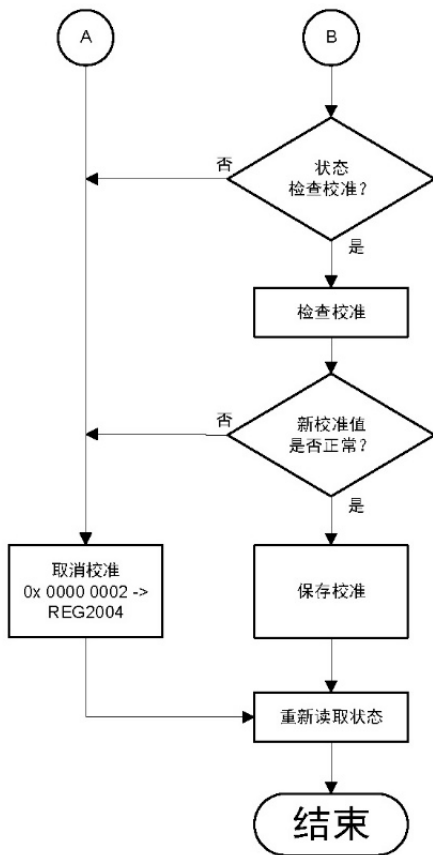 A
B
状态
检查校准?
否
是
检查校准
新校准值
是否正常?
否
是
取消校准
0x 0000 0002 ->
REG2004
保存校准
重新读取状态
结束